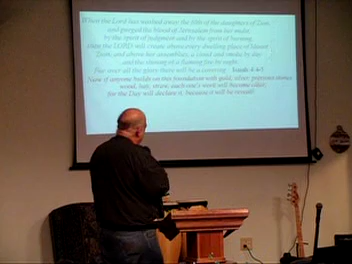 When the Lord has washed away the filth of the daughters of Zion,
and purged the blood of Jerusalem from her midst,
by the spirit of judgment and by the spirit of burning,
then the LORD will create above every dwelling place of Mount
Zion, and above her assemblies, a cloud and smoke by day
and the shining of a flaming fire by night.
For over all the glory there will be a covering. Isaiah 4:4-5
Now if anyone builds on this foundation with gold, silver, precious stones,
wood, hay, straw, each one's work will become clear;
for the Day will declare it, because it will be reveal